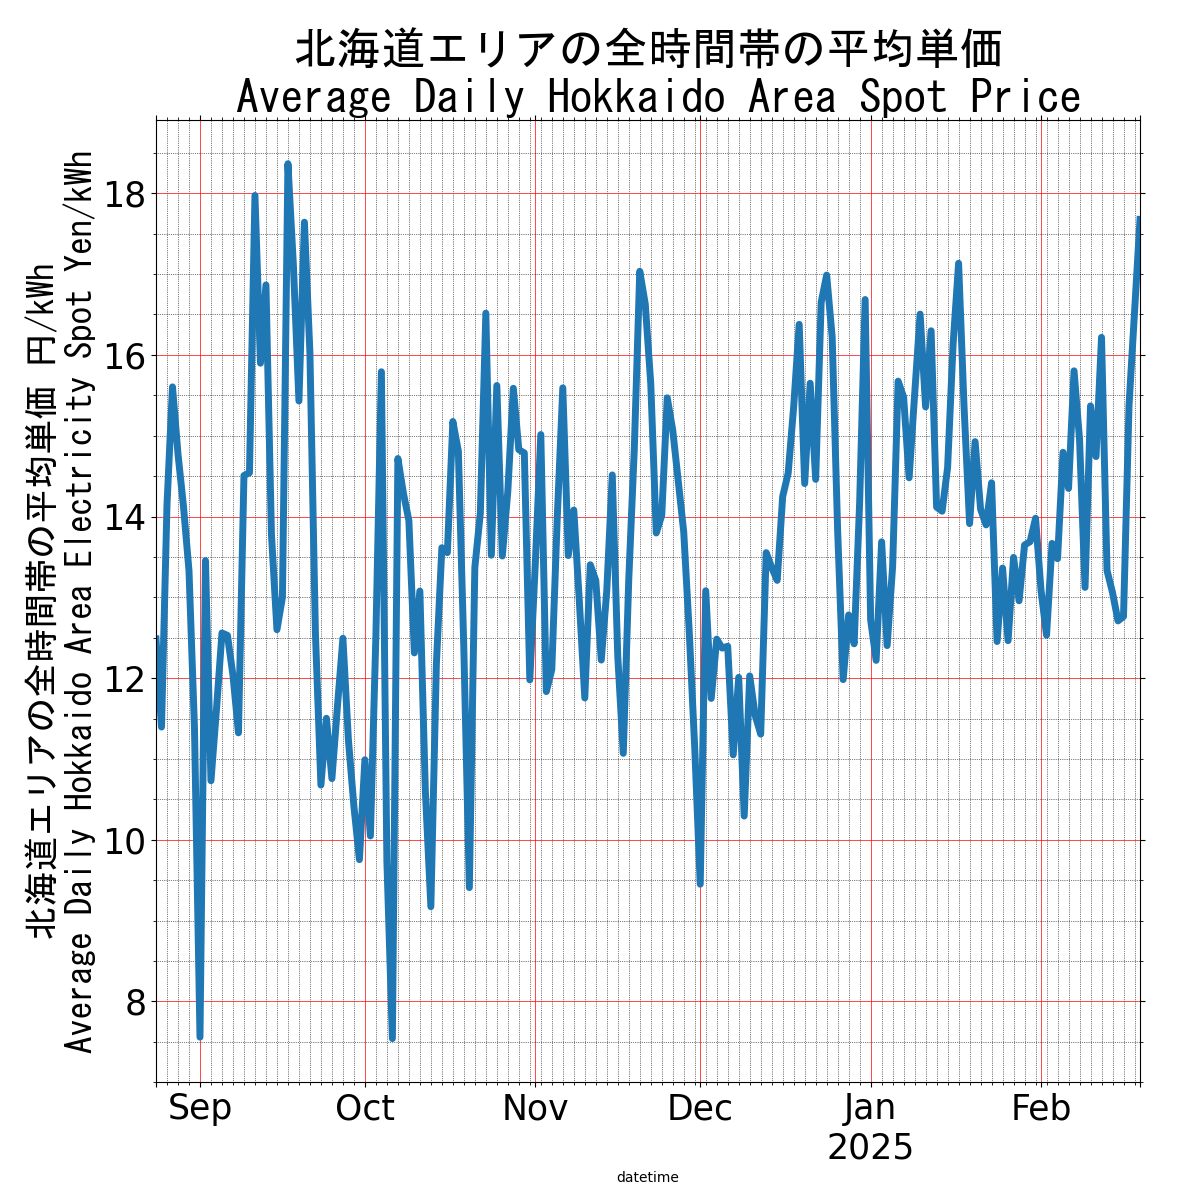 北海道エリアの全時間帯の平均単価
Average Daily Hokkaido Area Spot Price
北海道エリアの全時間帯の平均単価 円/kWh
Average Daily Hokkaido Area Electricity Spot Yen/kWh
18
16
14
12
10
8
Sep Oct Nov Dec Jan Feb
2025
datetime